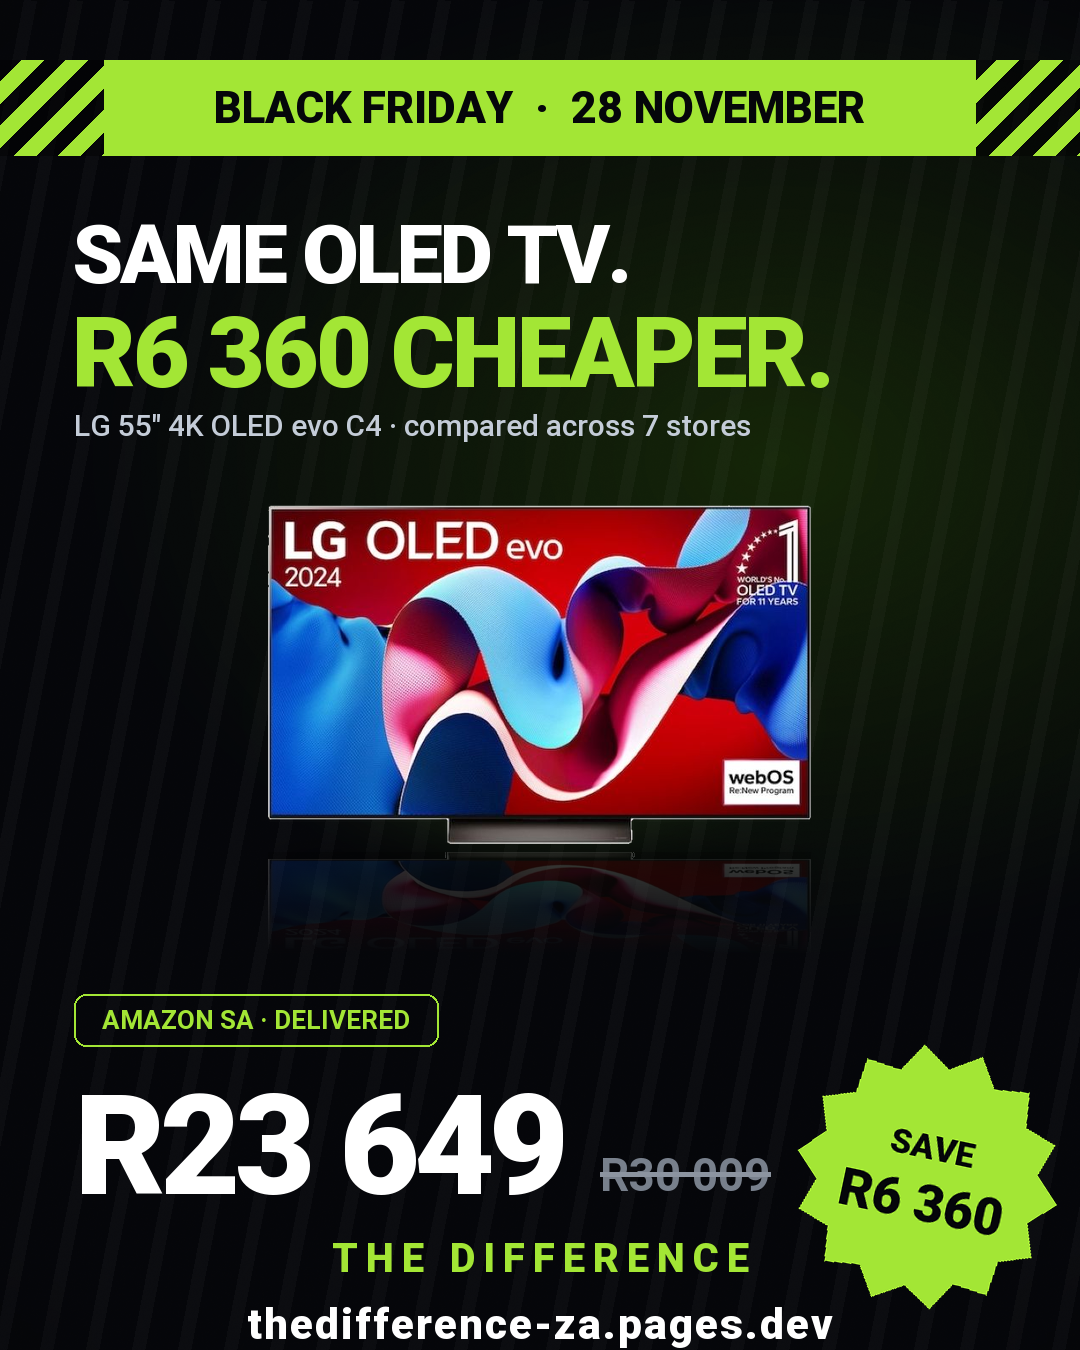 BLACK FRIDAY · 28 NOVEMBER
SAME OLED TV.
R6 360 CHEAPER.
LG 55" 4K OLED evo C4 · compared across 7 stores
LG OLED evo
2024
WORLD'S No.1
OLED TV
FOR 11 YEARS
webOS
Re:New Program
AMAZON SA · DELIVERED
R23 649 R30 009
SAVE
R6 360
THE DIFFERENCE
thedifference-za.pages.dev